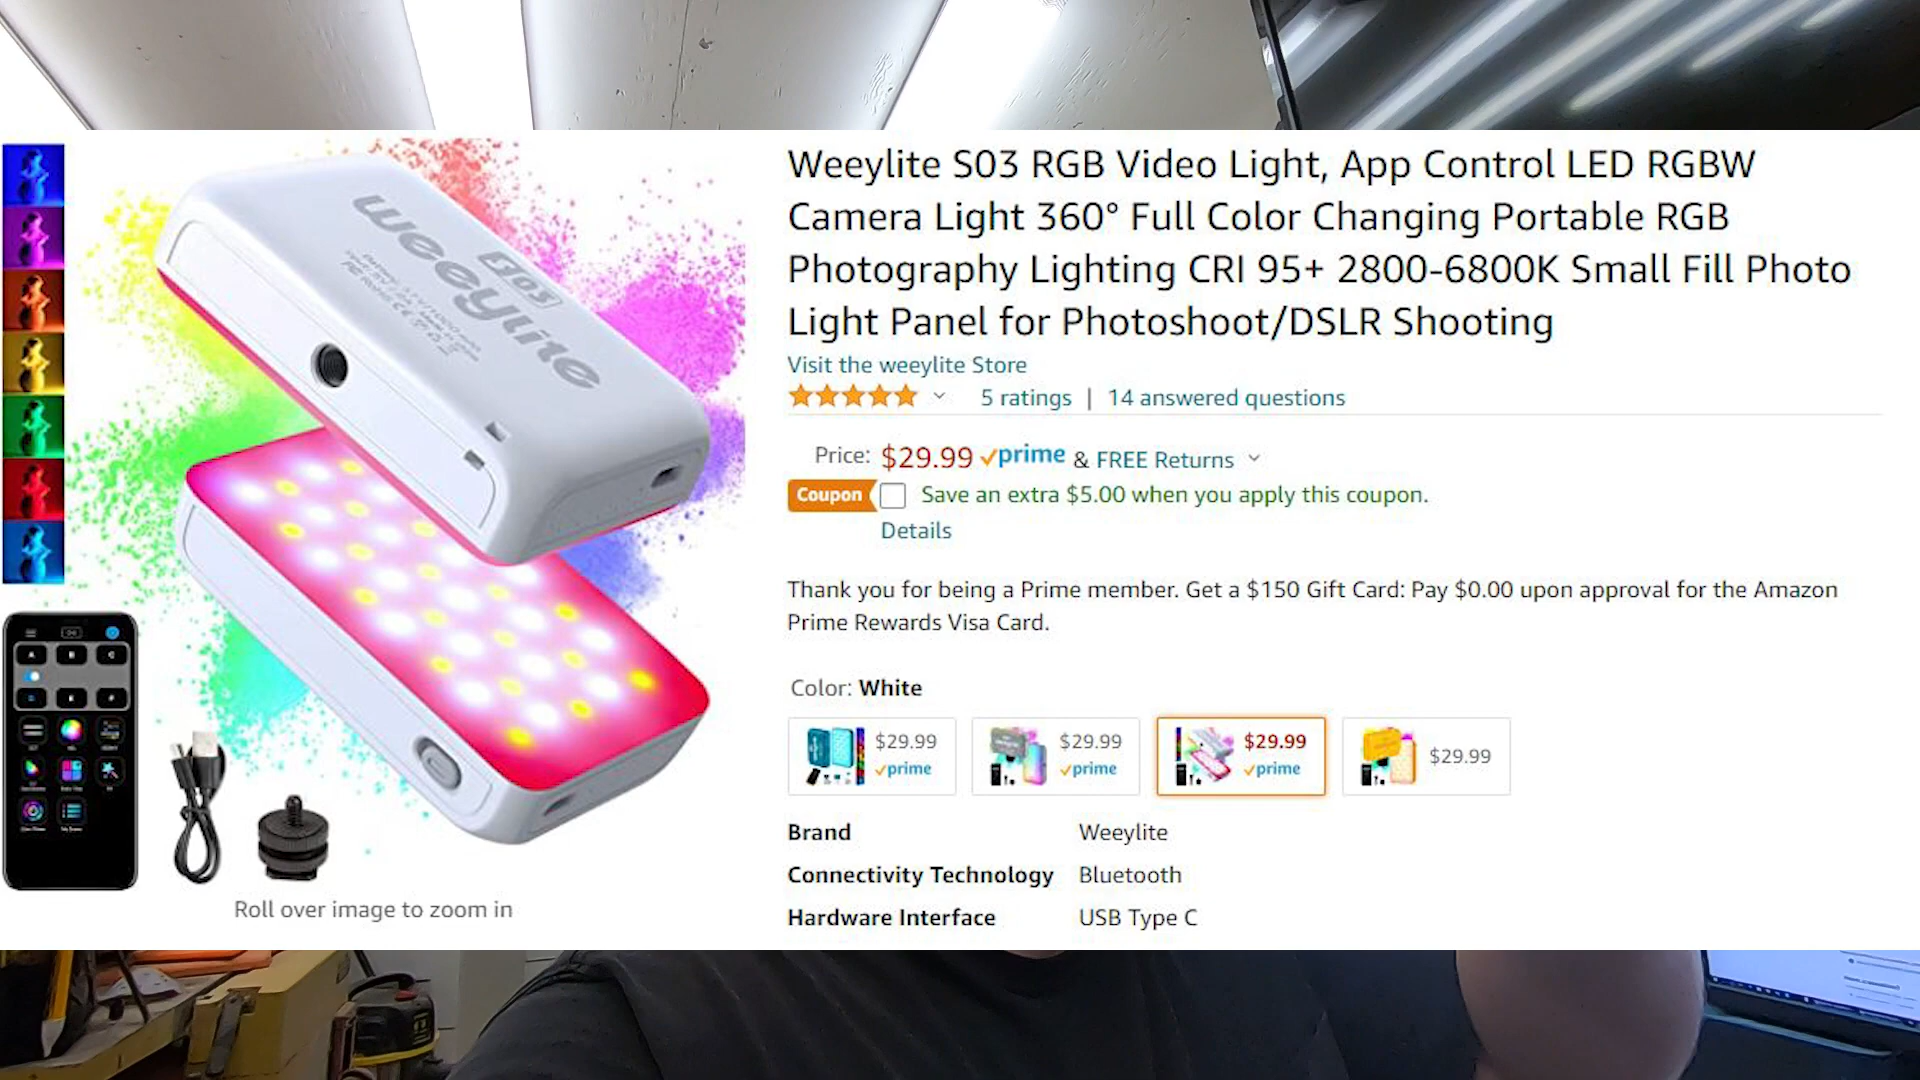 Weeylite S03 RGB Video Light, App Control LED RGBW
Camera Light 360° Full Color Changing Portable RGB
Photography Lighting CRI 95+ 2800-6800K Small Fill Photo
Light Panel for Photoshoot/DSLR Shooting
Visit the weeylite Store
5 ratings | 14 answered questions
Price: $29.99 prime & FREE Returns
Coupon Save an extra $5.00 when you apply this coupon.
Details
Thank you for being a Prime member. Get a $150 Gift Card: Pay $0.00 upon approval for the Amazon
Prime Rewards Visa Card.
Color: White
$29.99
prime
$29.99
prime
$29.99
prime
$29.99
Brand Weeylite
Connectivity Technology Bluetooth
Hardware Interface USB Type C
S03
weeylite
Roll over image to zoom in